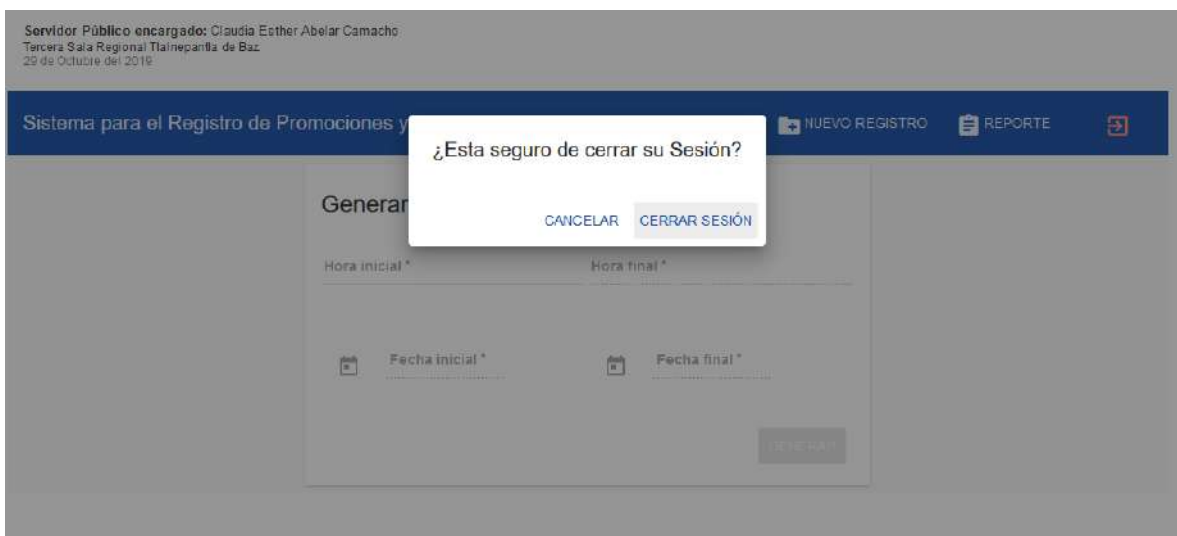 Servidor Público encargado: Claudia Esther Abelar Camacho
Tercera Sala Regional Tlalnepantla de Baz
29 de Octubre del 2019
Sistema para el Registro de Promociones y
NUEVO REGISTRO
REPORTE
¿Esta seguro de cerrar su Sesión?
CANCELAR
CERRAR SESIÓN
Generar
Hora inicial *
Hora final *
Fecha inicial *
Fecha final *
GENERAR